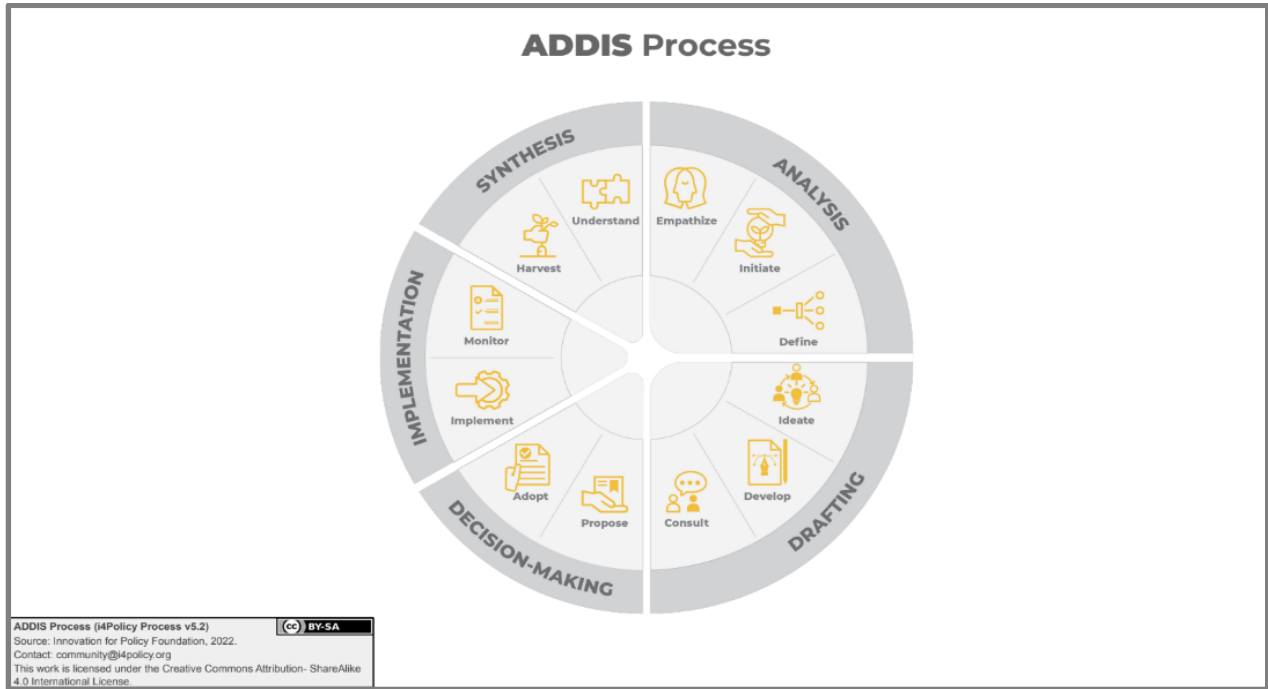 ADDIS Process
SYNTHESIS
ANALYSIS
Understand
Empathize
Harvest
Initiate
Monitor
Define
IMPLEMENTATION
Implement
Ideate
Adopt
Propose
Consult
Develop
DECISION-MAKING
DRAFTING
ADDIS Process (i4Policy Process v5.2)
cc BY-SA
Source: Innovation for Policy Foundation, 2022.
Contact: community@i4policy.org
This work is licensed under the Creative Commons Attribution- ShareAlike
4.0 International License.